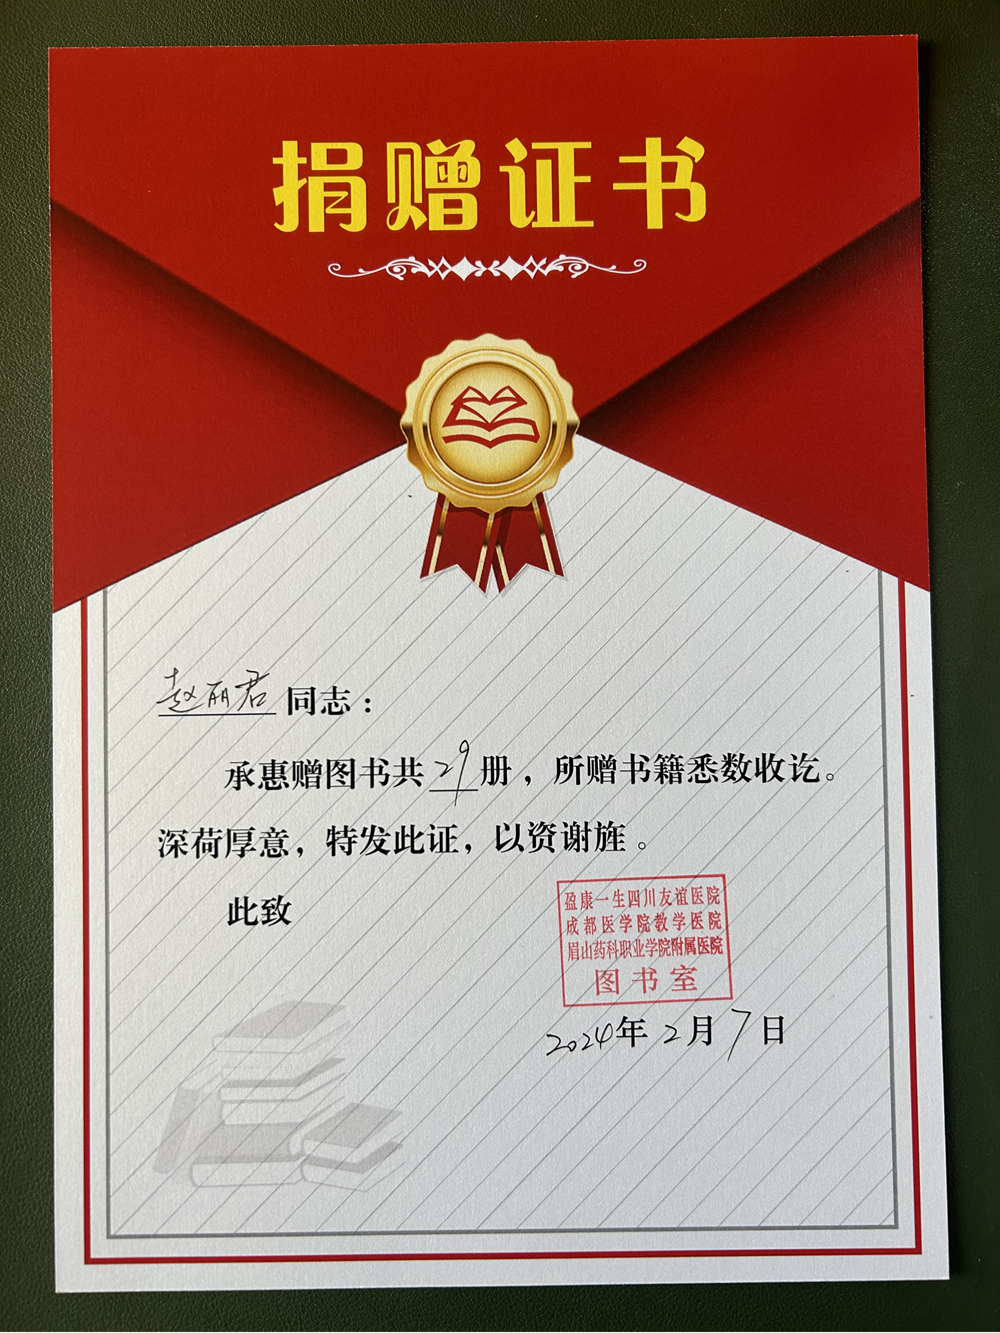 捐赠证书
赵丽君同志：
承惠赠图书共29册，所赠书籍悉数收讫。
深荷厚意，特发此证，以资谢旌。
此致
盈康一生四川友谊医院
成都医学院教学医院
眉山药科职业学院附属医院
图书室
2024年2月7日